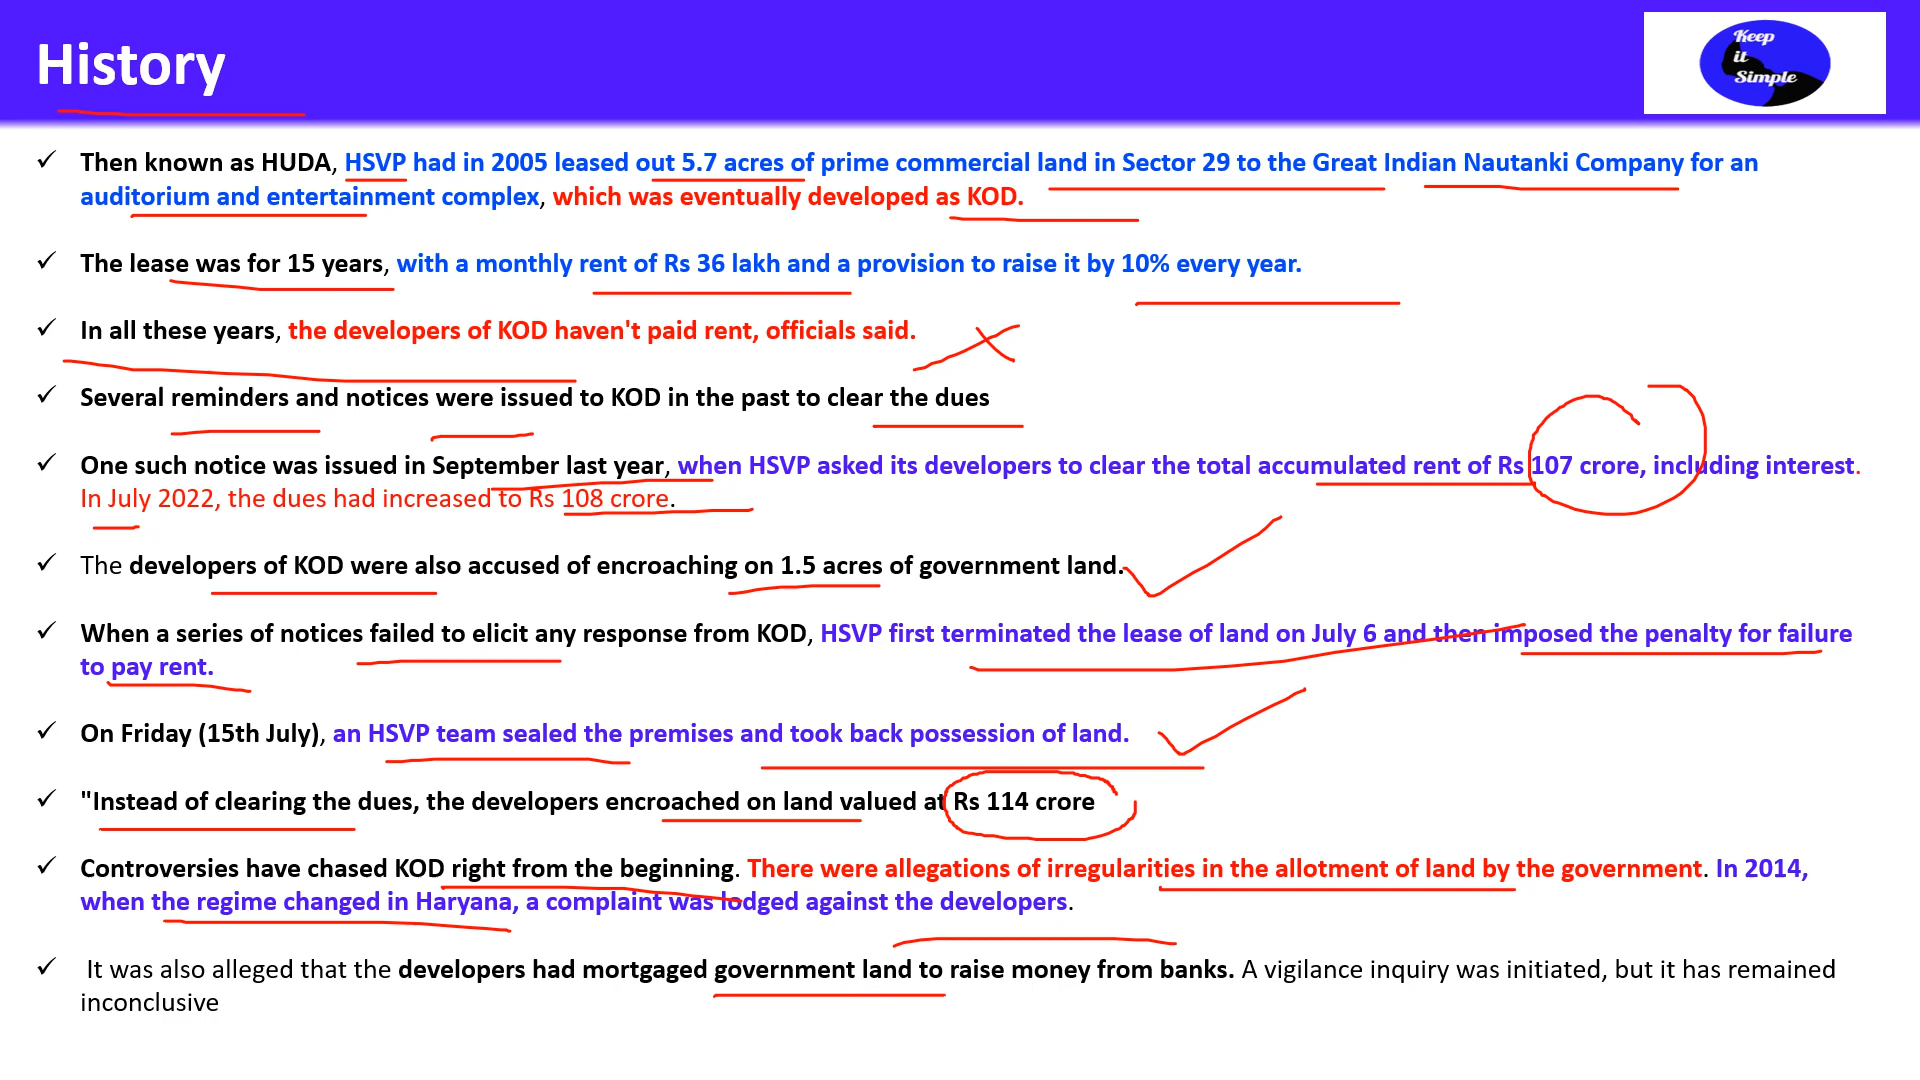 History
Keep
it
Simple
✓ Then known as HUDA, HSVP had in 2005 leased out 5.7 acres of prime commercial land in Sector 29 to the Great Indian Nautanki Company for an
auditorium and entertainment complex, which was eventually developed as KOD.
✓ The lease was for 15 years, with a monthly rent of Rs 36 lakh and a provision to raise it by 10% every year.
✓ In all these years, the developers of KOD haven't paid rent, officials said.
✓ Several reminders and notices were issued to KOD in the past to clear the dues
✓ One such notice was issued in September last year, when HSVP asked its developers to clear the total accumulated rent of Rs 107 crore, including interest.
In July 2022, the dues had increased to Rs 108 crore.
✓ The developers of KOD were also accused of encroaching on 1.5 acres of government land.
✓ When a series of notices failed to elicit any response from KOD, HSVP first terminated the lease of land on July 6 and then imposed the penalty for failure
to pay rent.
✓ On Friday (15th July), an HSVP team sealed the premises and took back possession of land.
✓ "Instead of clearing the dues, the developers encroached on land valued at Rs 114 crore
✓ Controversies have chased KOD right from the beginning. There were allegations of irregularities in the allotment of land by the government. In 2014,
when the regime changed in Haryana, a complaint was lodged against the developers.
✓ It was also alleged that the developers had mortgaged government land to raise money from banks. A vigilance inquiry was initiated, but it has remained
inconclusive